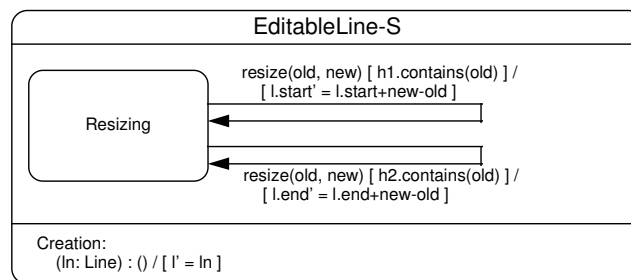 EditableLine-S
resize(old, new) [ h1.contains(old) ] /
[ l.start’ = l.start+new-old ]
Resizing
resize(old, new) [ h2.contains(old) ] /
[ l.end’ = l.end+new-old ]
Creation:
(ln: Line) : () / [ l’ = ln ]